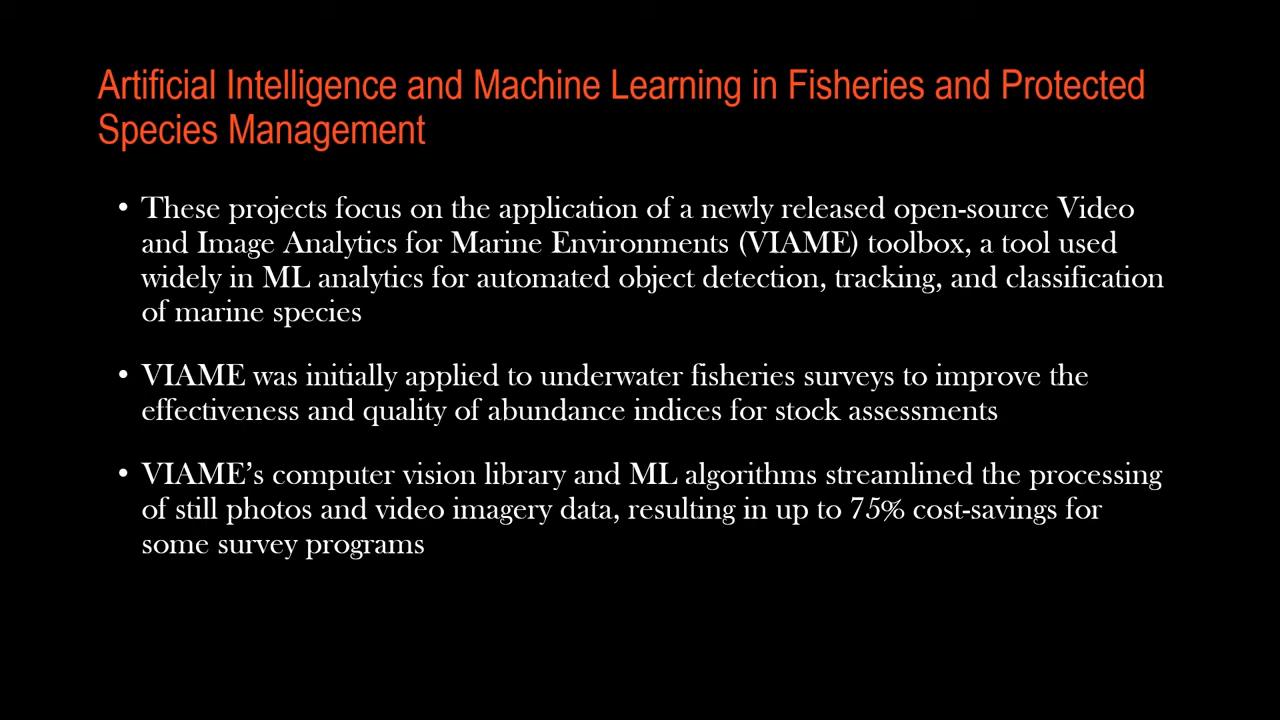 Artificial Intelligence and Machine Learning in Fisheries and Protected
Species Management
• These projects focus on the application of a newly released open-source Video
and Image Analytics for Marine Environments (VIAME) toolbox, a tool used
widely in ML analytics for automated object detection, tracking, and classification
of marine species
• VIAME was initially applied to underwater fisheries surveys to improve the
effectiveness and quality of abundance indices for stock assessments
• VIAME’s computer vision library and ML algorithms streamlined the processing
of still photos and video imagery data, resulting in up to 75% cost-savings for
some survey programs